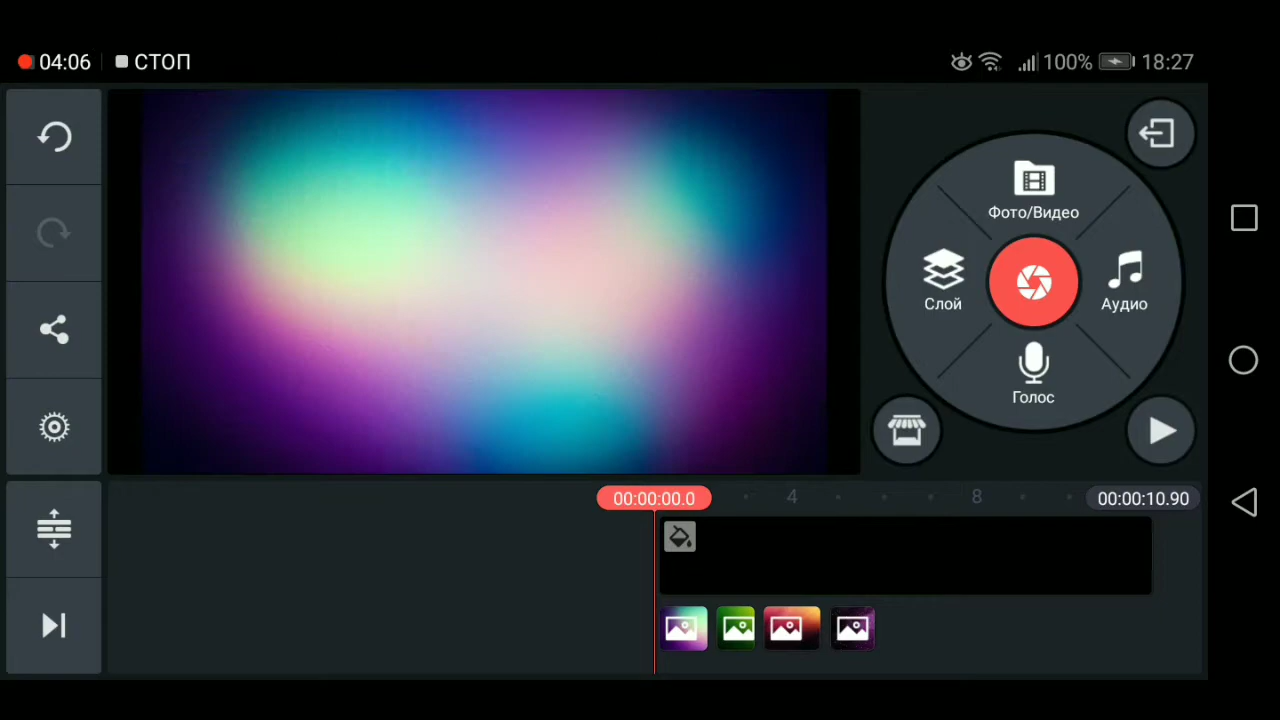 04:06 СТОП 100% 18:27
Фото/Видео
Слой
Аудио
Голос
00:00:00.0 4 8 00:00:10.90